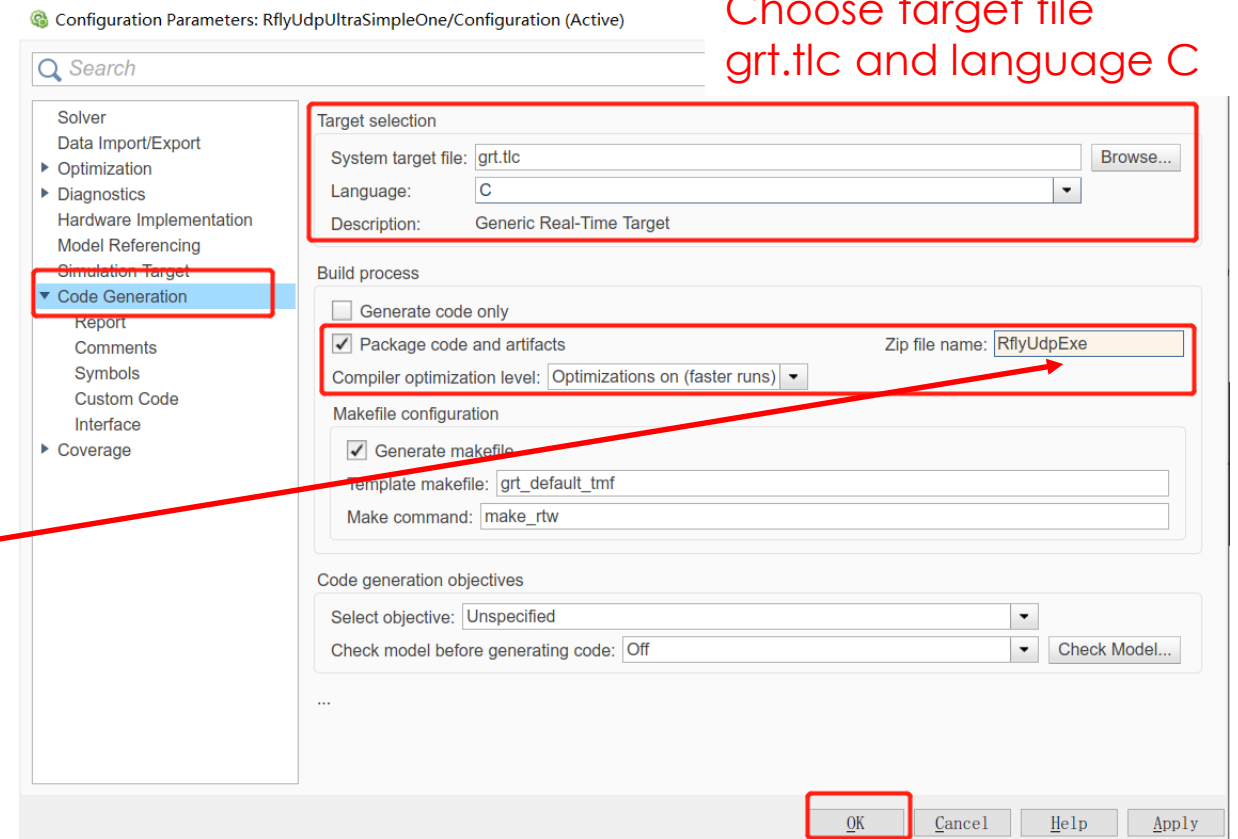 Choose target file
grt.tlc and language C
Configuration Parameters: RflyUdpUltraSimpleOne/Configuration (Active)
Search
Solver
Data Import/Export
Optimization
Diagnostics
Hardware Implementation
Model Referencing
Simulation Target
Code Generation
Report
Comments
Symbols
Custom Code
Interface
Coverage
Target selection
System target file: grt.tlc Browse...
Language: C
Description: Generic Real-Time Target
Build process
Generate code only
Package code and artifacts Zip file name: RflyUdpExe
Compiler optimization level: Optimizations on (faster runs)
Makefile configuration
Generate makefile
Template makefile: grt_default_tmf
Make command: make_rtw
Code generation objectives
Select objective: Unspecified
Check model before generating code: Off Check Model...
...
OK Cancel Help Apply